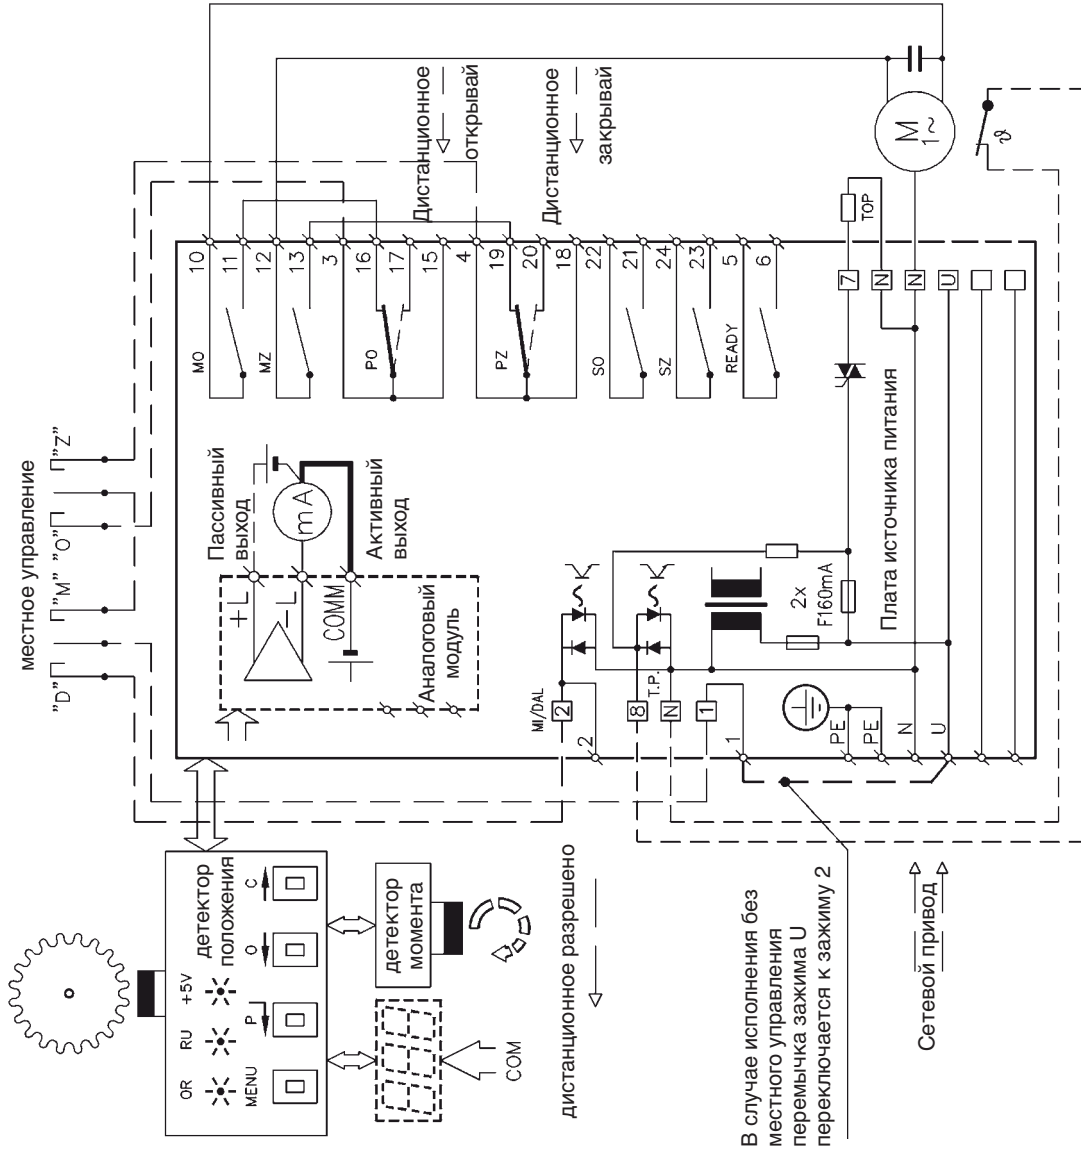 OR
RU
+5V
детектор
положения
MENU
P
O
C
детектор
момента
COM
местное управление
"D"
"M"
"O"
"Z"
+L
-L
COMM
mA
Пассивный
выход
Активный
выход
Аналоговый
модуль
MO
MZ
PO
PZ
SO
SZ
READY
10
11
12
13
3
16
17
15
4
19
20
18
22
21
24
23
5
6
Дистанционное
открывай
Дистанционное
закрывай
M
1~
ϑ
TOP
7
N
N
U
Плата источника питания
2x
F160mA
MI/DAL
2
2
8
T.P.
N
1
1
PE
PE
N
U
дистанционное разрешено
В случае исполнения без
местного управления
перемычка зажима U
переключается к зажиму 2
Сетевой привод